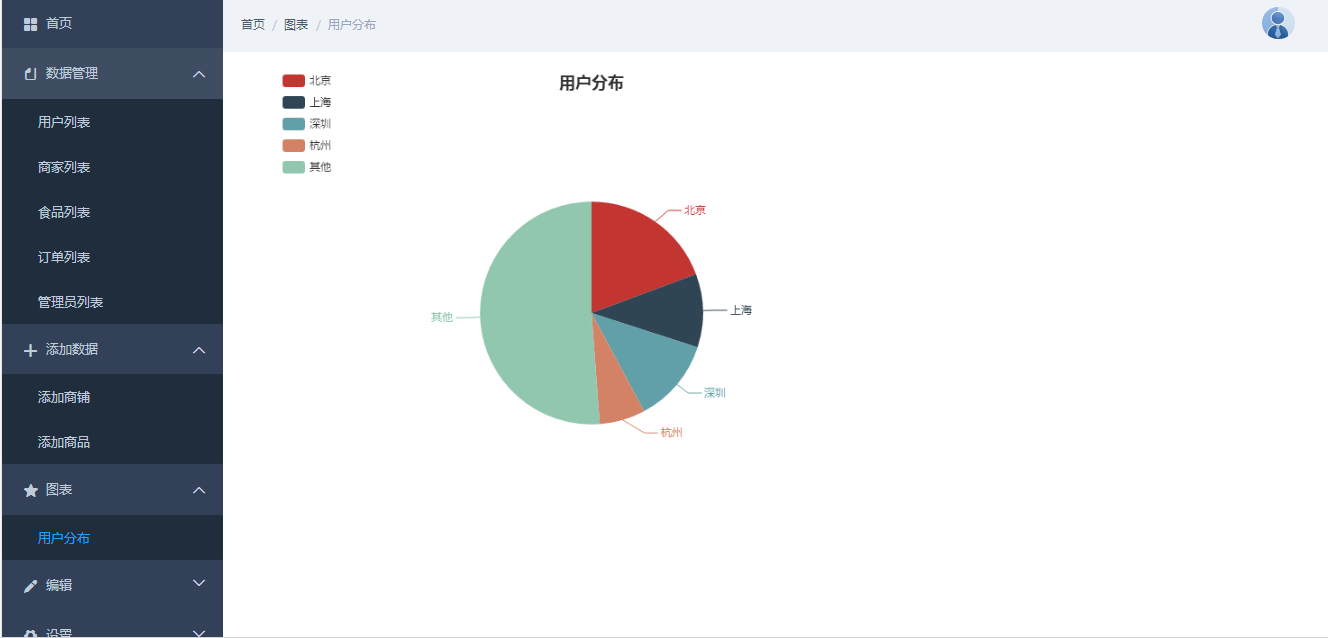 首页
数据管理
用户列表
商家列表
食品列表
订单列表
管理员列表
添加数据
添加商铺
添加商品
图表
用户分布
编辑
设置
首页 / 图表 / 用户分布
用户分布
北京
上海
深圳
杭州
其他
北京
上海
深圳
杭州
其他